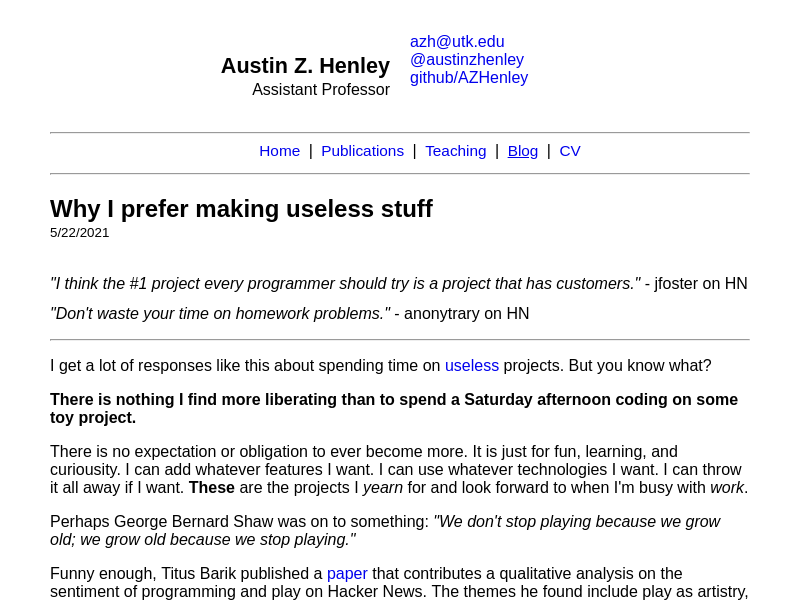 Austin Z. Henley
Assistant Professor
azh@utk.edu
@austinzhenley
github/AZHenley
Home | Publications | Teaching | Blog | CV
Why I prefer making useless stuff
5/22/2021
"I think the #1 project every programmer should try is a project that has customers." - jfoster on HN
"Don't waste your time on homework problems." - anonytrary on HN
I get a lot of responses like this about spending time on useless projects. But you know what?
There is nothing I find more liberating than to spend a Saturday afternoon coding on some
toy project.
There is no expectation or obligation to ever become more. It is just for fun, learning, and
curiousity. I can add whatever features I want. I can use whatever technologies I want. I can throw
it all away if I want. These are the projects I yearn for and look forward to when I'm busy with work.
Perhaps George Bernard Shaw was on to something: "We don't stop playing because we grow
old; we grow old because we stop playing."
Funny enough, Titus Barik published a paper that contributes a qualitative analysis on the
sentiment of programming and play on Hacker News. The themes he found include play as artistry,